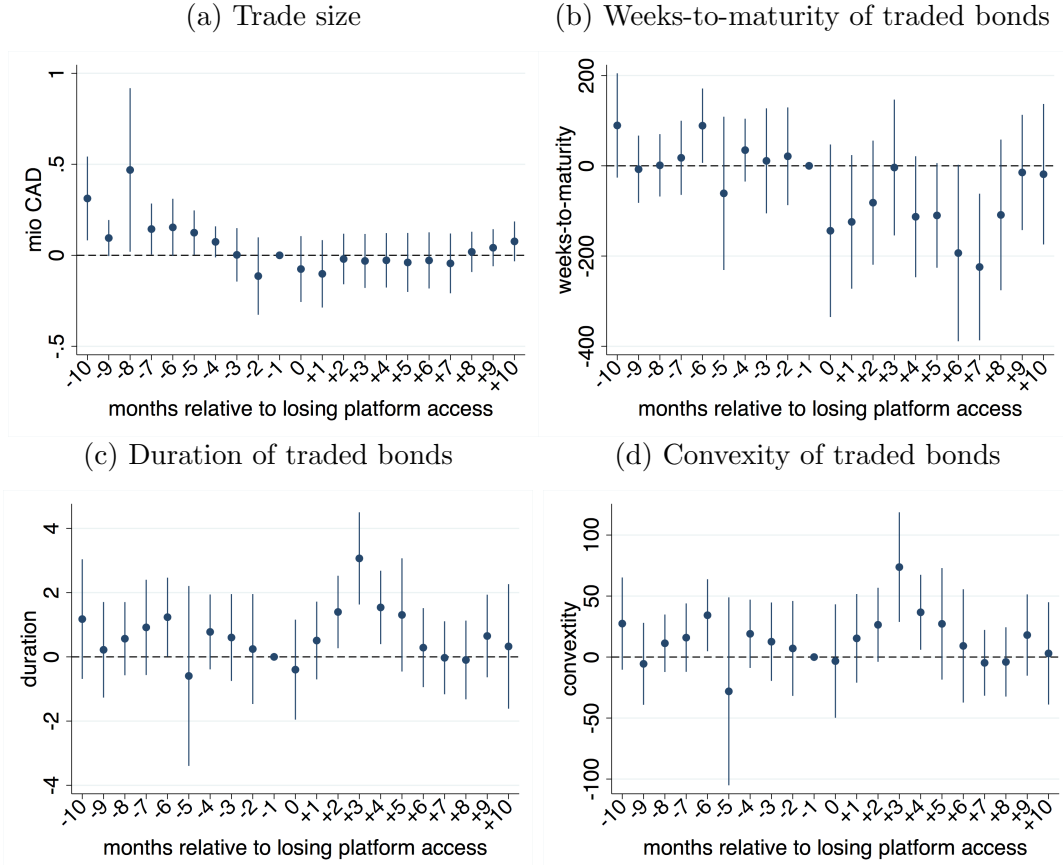 (a) Trade size
mio CAD
1
.5
0
-.5
-10 -9 -8 -7 -6 -5 -4 -3 -2 -1 0 +1 +2 +3 +4 +5 +6 +7 +8 +9 +10
months relative to losing platform access
(b) Weeks-to-maturity of traded bonds
weeks-to-maturity
200
0
-200
-400
-10 -9 -8 -7 -6 -5 -4 -3 -2 -1 0 +1 +2 +3 +4 +5 +6 +7 +8 +9 +10
months relative to losing platform access
(c) Duration of traded bonds
duration
4
2
0
-2
-4
-10 -9 -8 -7 -6 -5 -4 -3 -2 -1 0 +1 +2 +3 +4 +5 +6 +7 +8 +9 +10
months relative to losing platform access
(d) Convexity of traded bonds
convextity
100
50
0
-50
-100
-10 -9 -8 -7 -6 -5 -4 -3 -2 -1 0 +1 +2 +3 +4 +5 +6 +7 +8 +9 +10
months relative to losing platform access